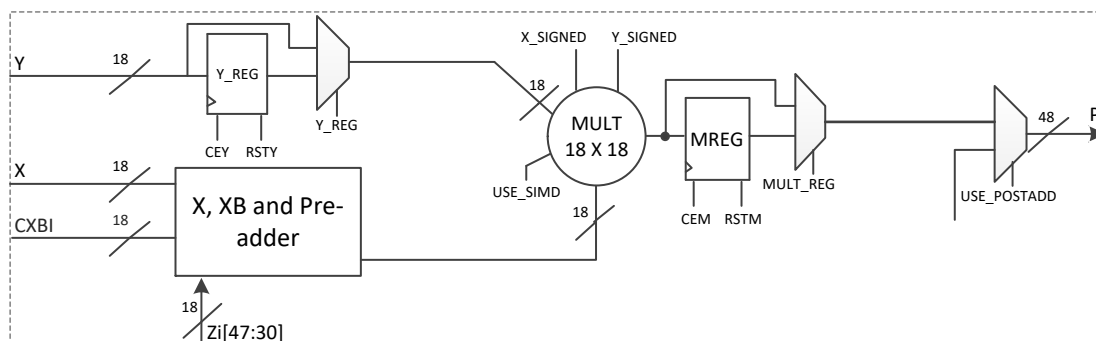 X_SIGNED
Y_SIGNED
Y
18
Y_REG
Y_REG
CEY
RSTY
18
MULT
18 X 18
USE_SIMD
MREG
CEM
RSTM
MULT_REG
48
P
USE_POSTADD
X
18
CXBI
18
X, XB and Pre-
adder
18
18
Zi[47:30]